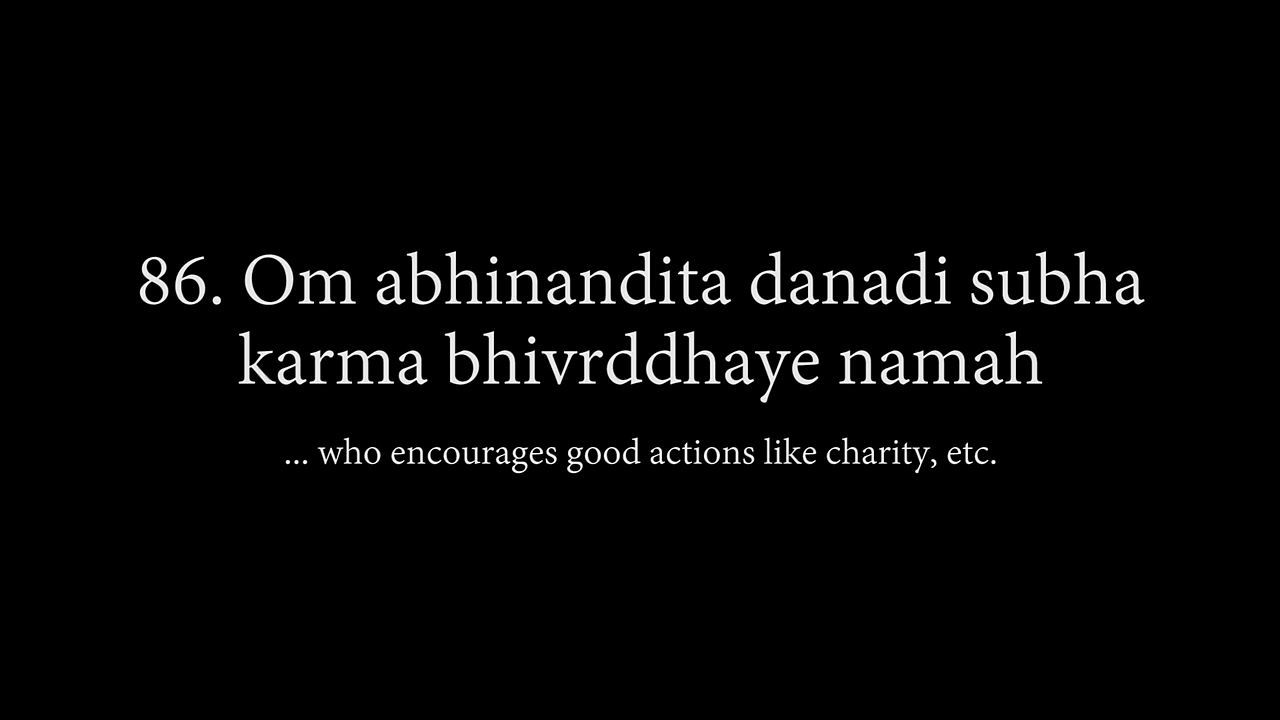 86. Om abhinandita danadi subha
karma bhivrddhaye namah
... who encourages good actions like charity, etc.